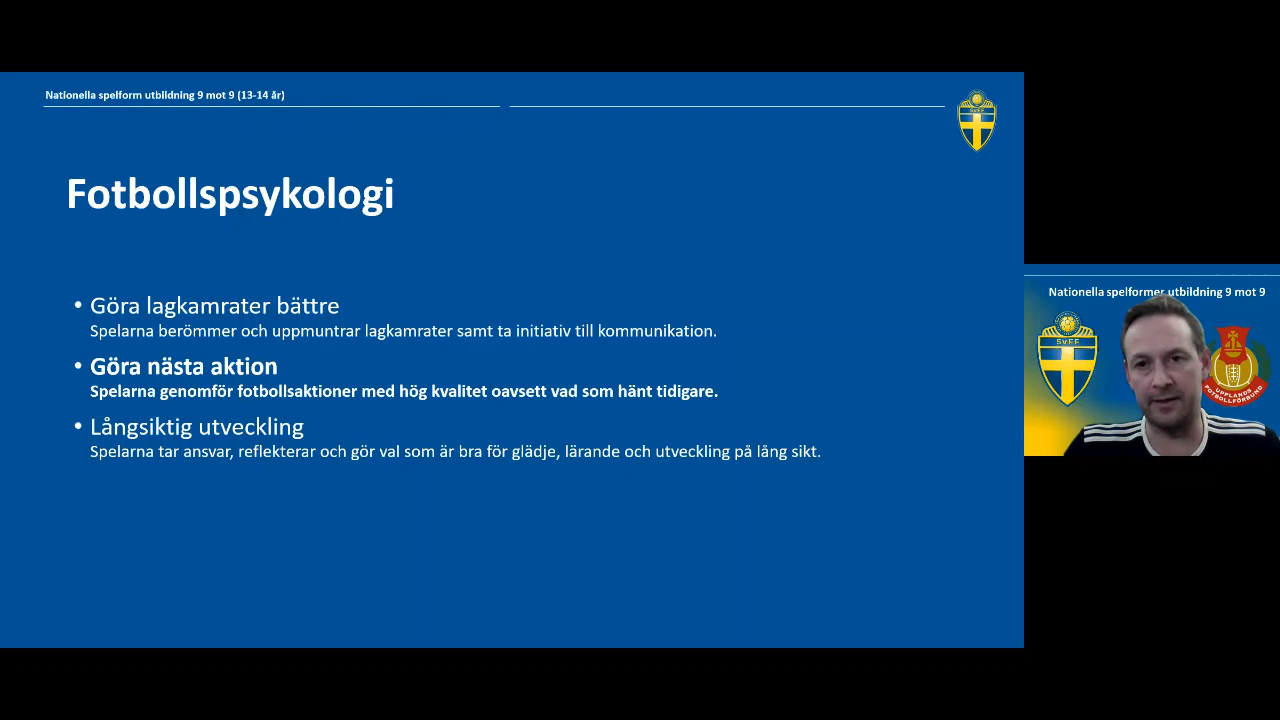 Nationella spelform utbildning 9 mot 9 (13-14 år)
SvFF
Fotbollspsykologi
• Göra lagkamrater bättre
Spelarna berömmer och uppmuntrar lagkamrater samt ta initiativ till kommunikation.
• Göra nästa aktion
Spelarna genomför fotbollsaktioner med hög kvalitet oavsett vad som hänt tidigare.
• Långsiktig utveckling
Spelarna tar ansvar, reflekterar och gör val som är bra för glädje, lärande och utveckling på lång sikt.
Nationella spelformer utbildning 9 mot 9
SvFF
UPPLANDS
FOTBOLLFÖRBUND